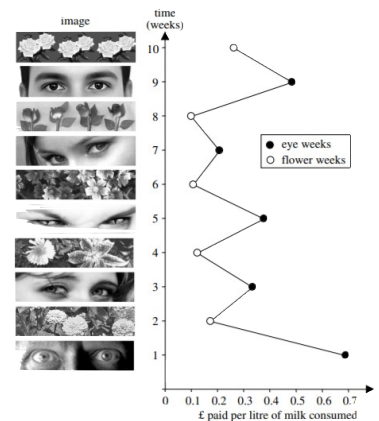 image
time
(weeks)
10
9
8
7
6
5
4
3
2
1
eye weeks
flower weeks
0 0.1 0.2 0.3 0.4 0.5 0.6 0.7
£ paid per litre of milk consumed